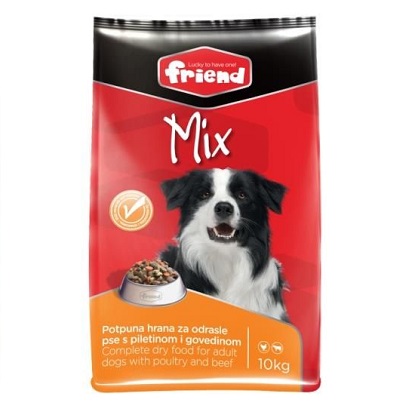 Lucky to have one!
friend
Mix
friend
Potpuna hrana za odrasle
pse s piletinom i govedinom
Complete dry food for adult
dogs with poultry and beef
10kg